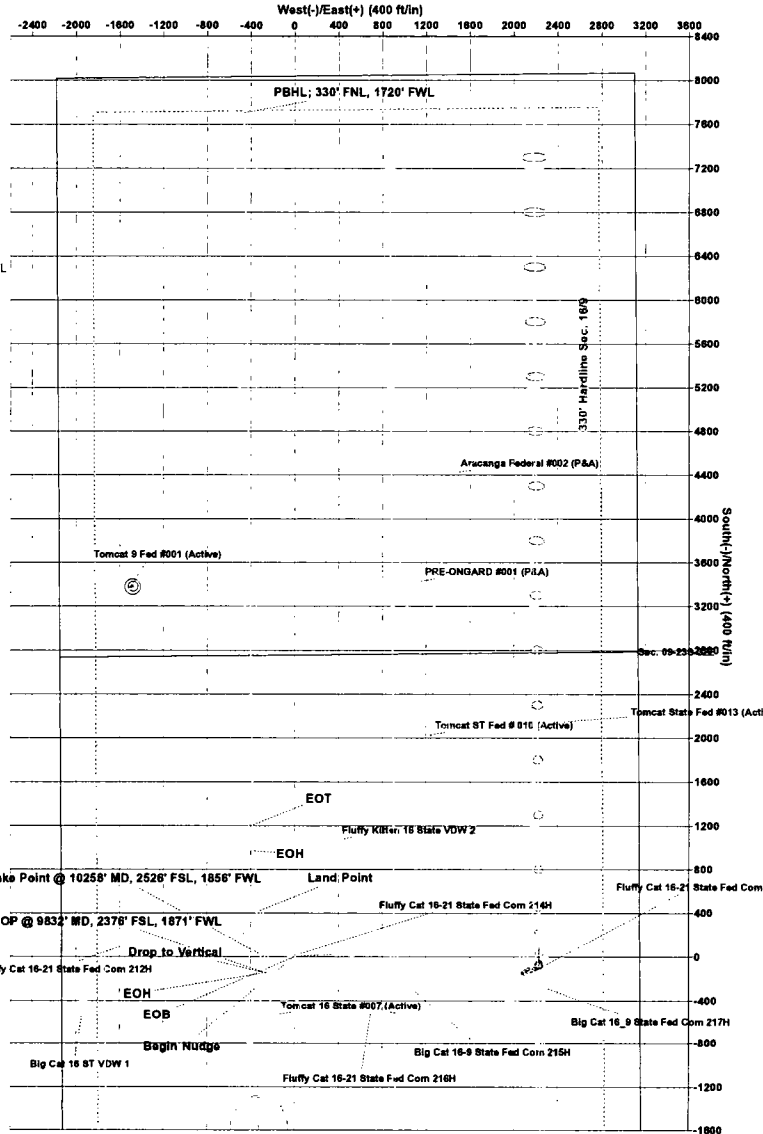 West(-)/East(+) (400 ft/in)
-2400 -2000 -1600 -1200 -800 -400 0 400 800 1200 1600 2000 2400 2800 3200 3600
8400
8000
PBHL; 330' FNL, 1720' FWL
7600
7200
6800
L
6400
6000
330' Hardline Sec. 16/9
5600
5200
4800
Aracanga Federal #002 (P&A)
4400
South(-)/North(+) (400 ft/in)
4000
Tomcat 9 Fed #001 (Active)
3600
PRE-ONGARD #001 (P&A)
3200
2800
Sec. 09-23S-
2400
Tomcat State Fed #013 (Acti
Tomcat ST Fed # 010 (Active)
2000
1600
EOT
1200
Fluffy Kitten 16 State VDW 2
EOH
800
ke Point @ 10258' MD, 2526' FSL, 1856' FWL
Land Point
Fluffy Cat 16-21 State Fed Com
Fluffy Cat 16-21 State Fed Com 214H
400
OP @ 9832' MD, 2376' FSL, 1871' FWL
Drop to Vertical
0
fy Cat 16-21 State Fed Com 212H
EOH
-400
Tomcat 16 State #007 (Active)
EOB
Big Cat 16_9 State Fed Com 217H
Begin Nudge
-800
Big Cat 16-9 State Fed Com 215H
Big Cat 16 ST VDW 1
Fluffy Cat 16-21 State Fed Com 216H
-1200
-1600